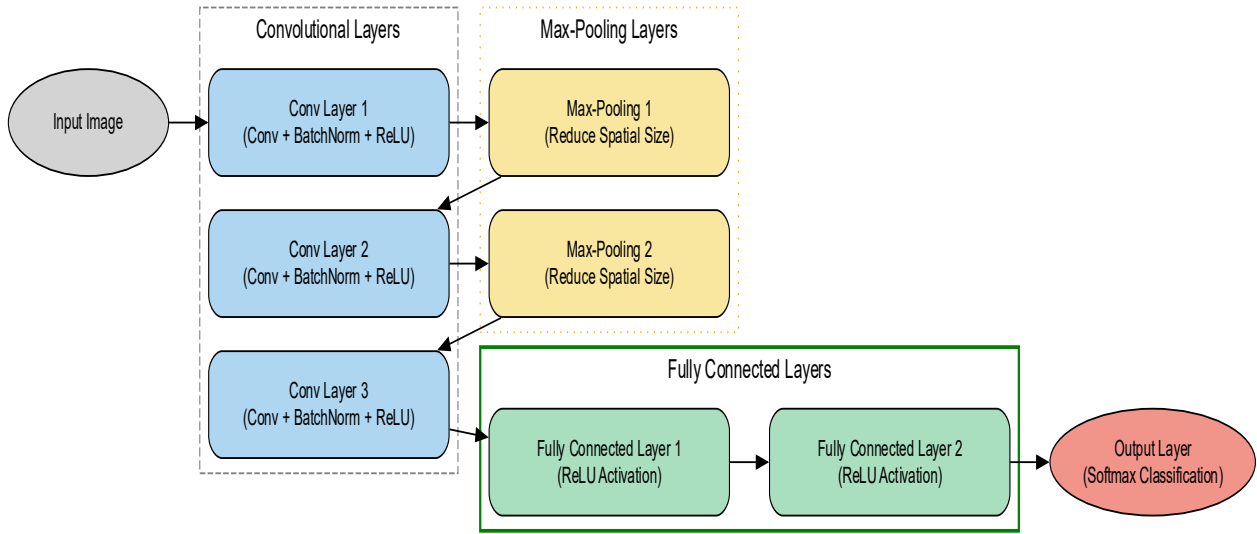 Convolutional Layers
Max-Pooling Layers
Input Image
Conv Layer 1
(Conv + BatchNorm + ReLU)
Max-Pooling 1
(Reduce Spatial Size)
Conv Layer 2
(Conv + BatchNorm + ReLU)
Max-Pooling 2
(Reduce Spatial Size)
Conv Layer 3
(Conv + BatchNorm + ReLU)
Fully Connected Layers
Fully Connected Layer 1
(ReLU Activation)
Fully Connected Layer 2
(ReLU Activation)
Output Layer
(Softmax Classification)